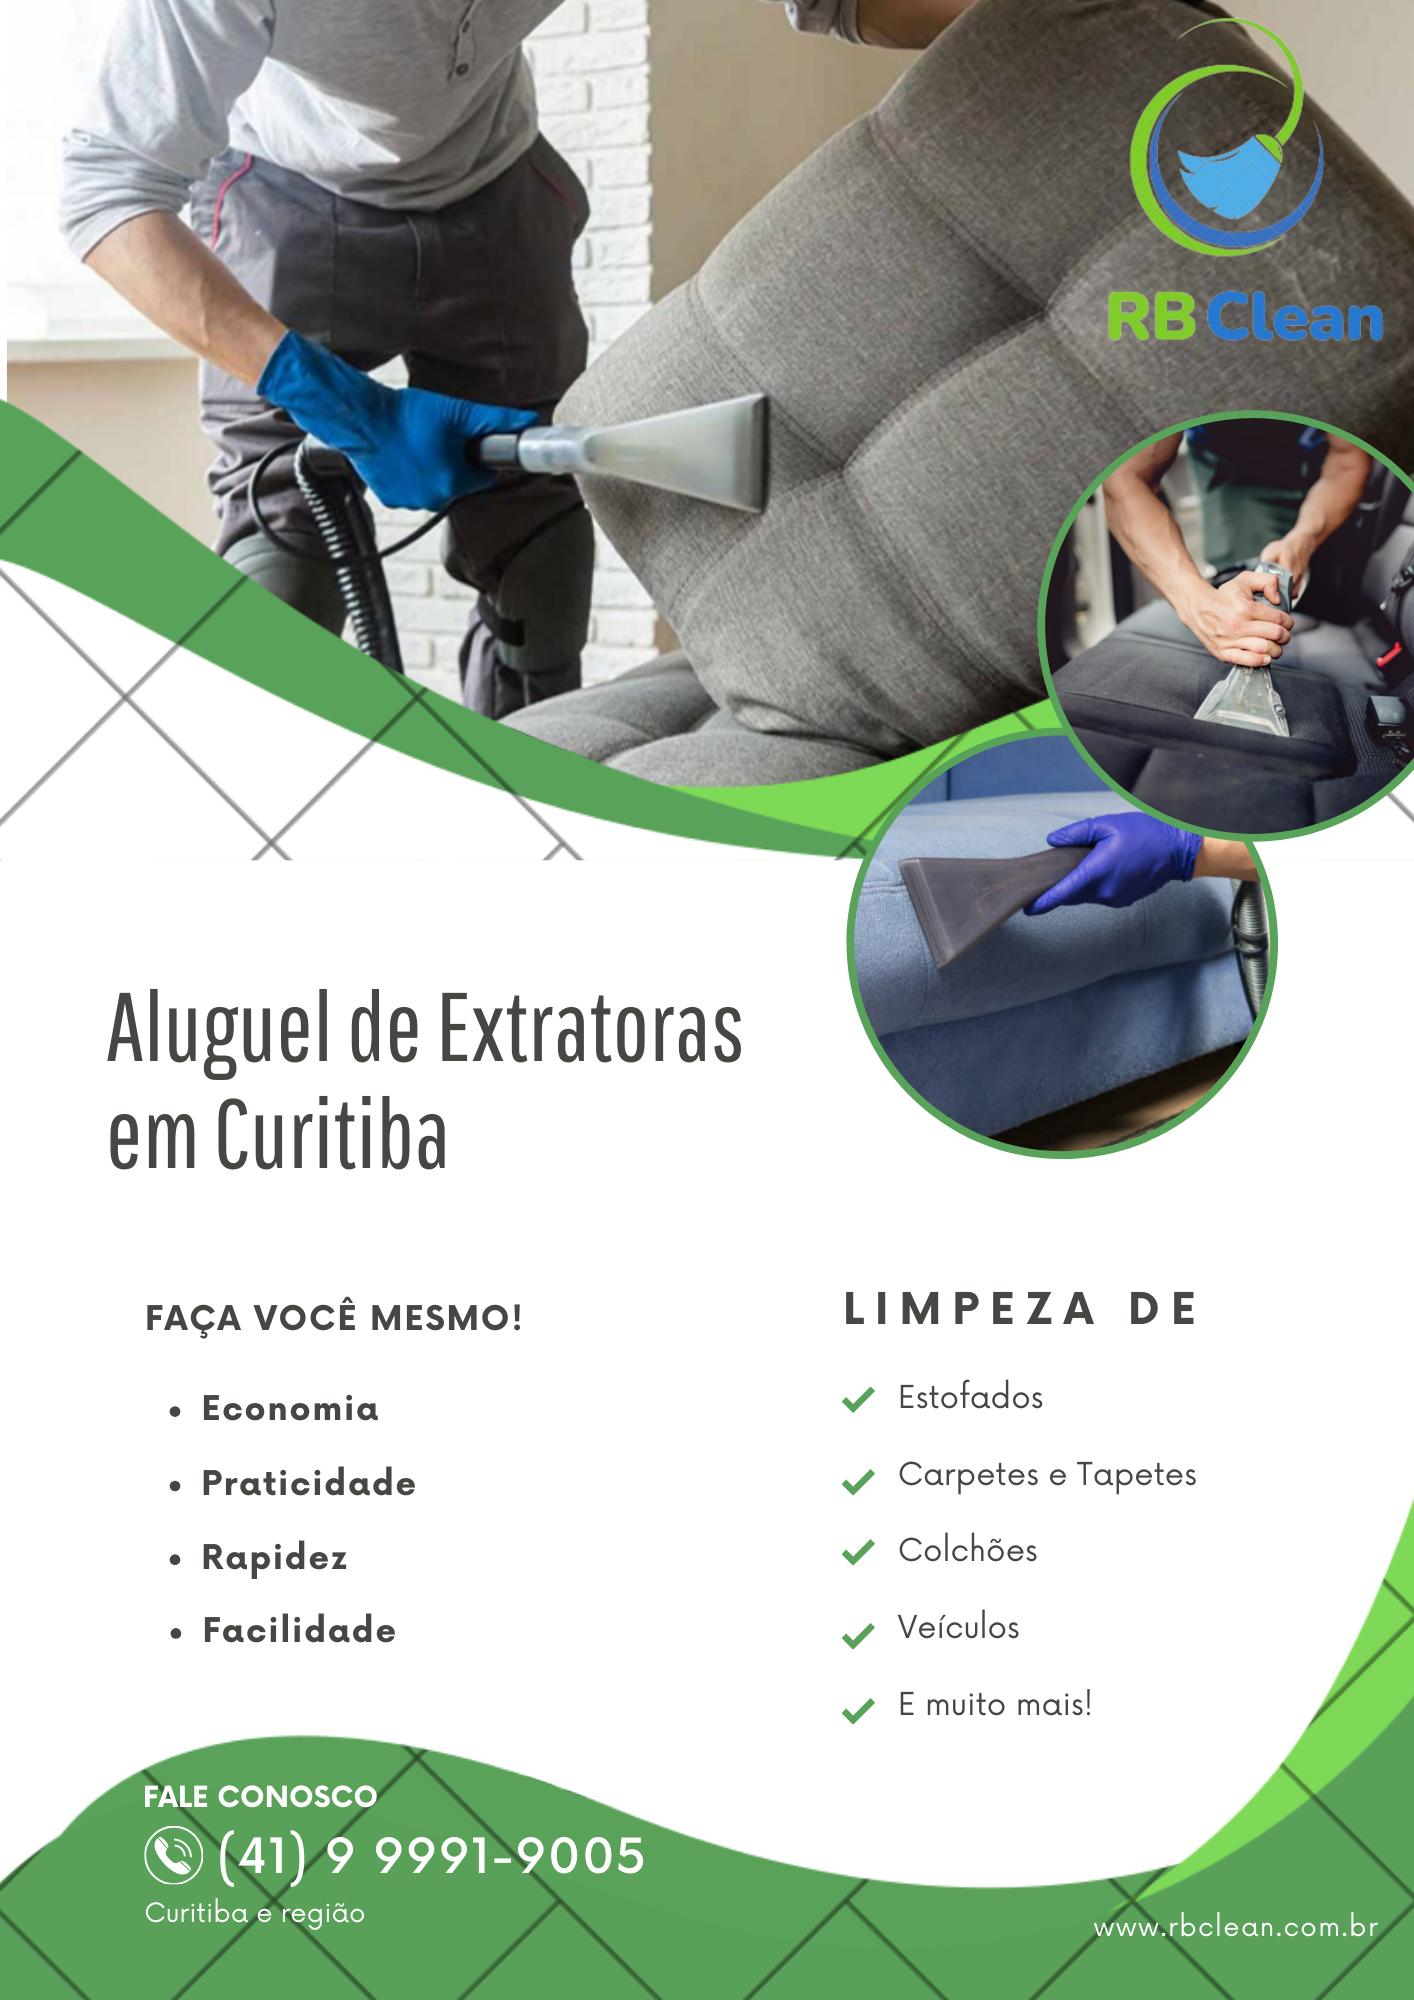 RB Clean
Aluguel de Extratoras
em Curitiba
FAÇA VOCÊ MESMO!
• Economia
• Praticidade
• Rapidez
• Facilidade
LIMPEZA DE
Estofados
Carpetes e Tapetes
Colchões
Veículos
E muito mais!
FALE CONOSCO
(41) 9 9991-9005
Curitiba e região
www.rbclean.com.br